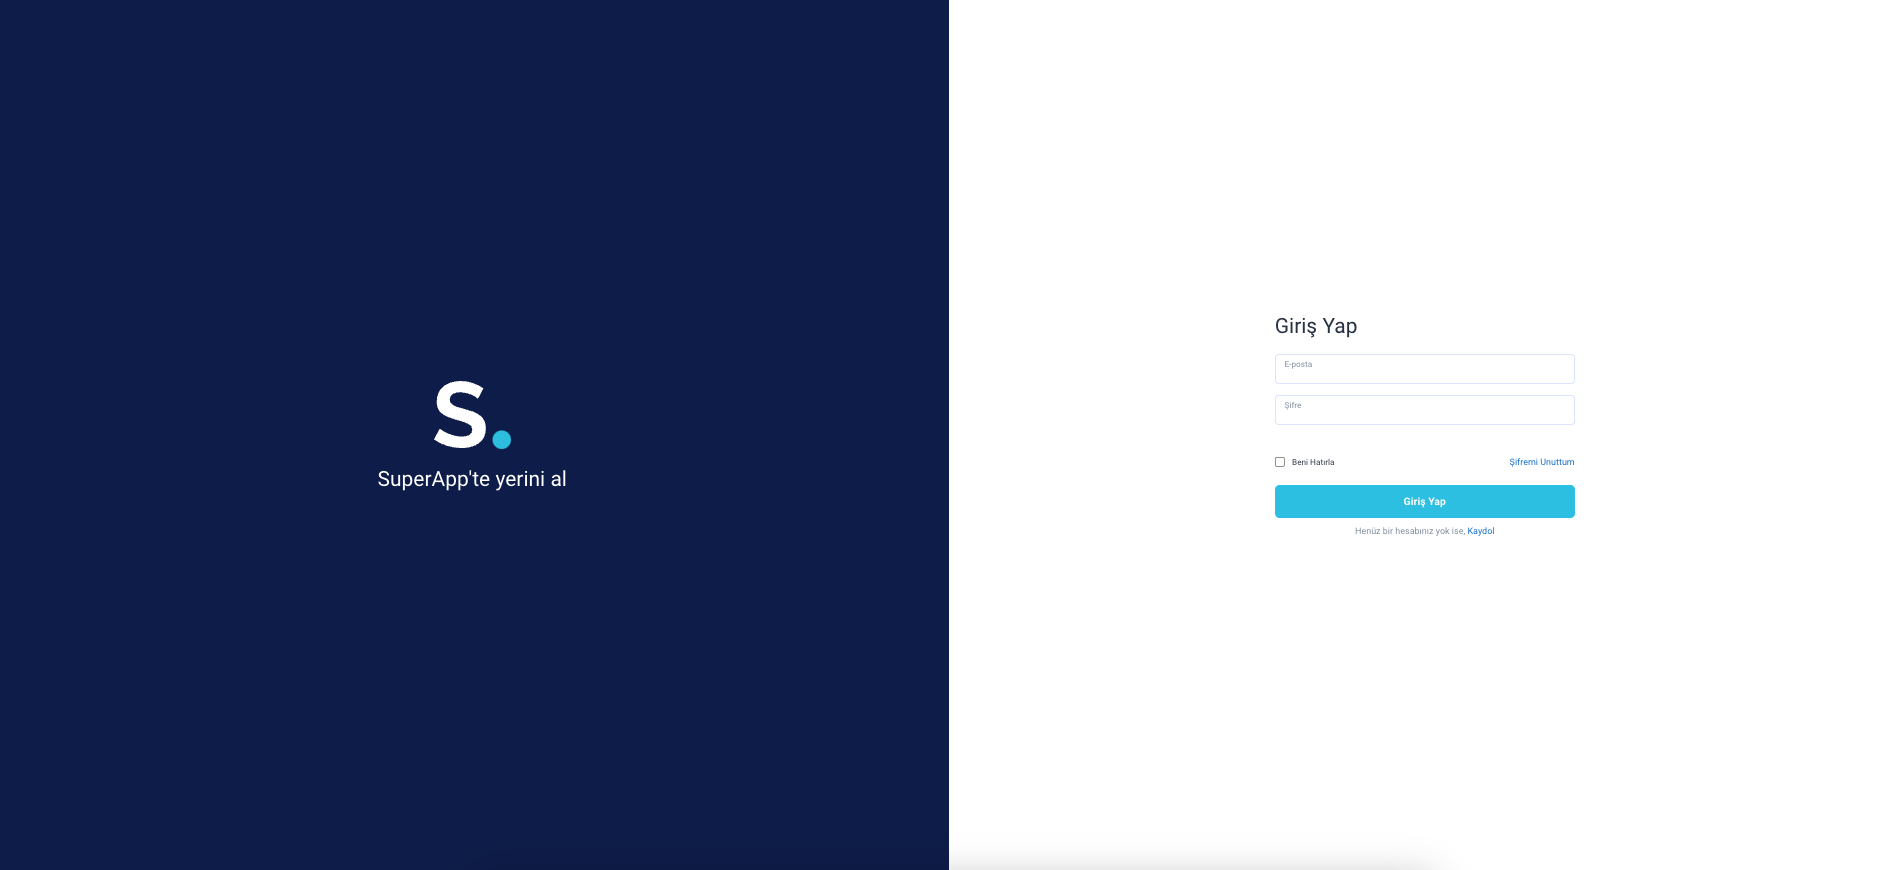 S.
SuperApp'te yerini al
Giriş Yap
E-posta
Şifre
Beni Hatırla
Şifremi Unuttum
Giriş Yap
Henüz bir hesabınız yok ise, Kaydol